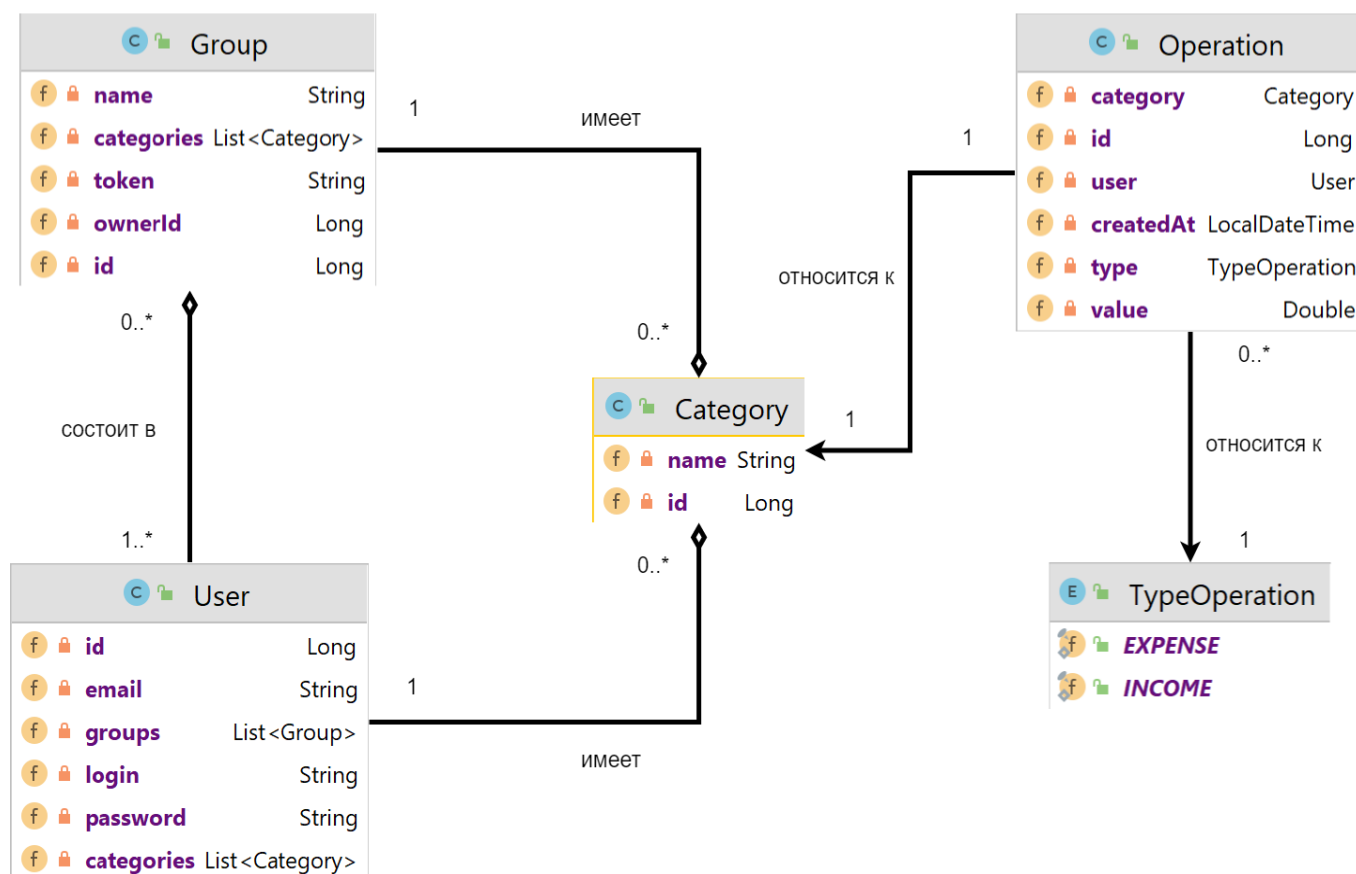 Group
name String
categories List<Category>
token String
ownerId Long
id Long
1
имеет
0..*
Operation
category Category
id Long
user User
createdAt LocalDateTime
type TypeOperation
value Double
1
относится к
1
0..*
состоит в
1..*
Category
name String
id Long
0..*
0..*
относится к
1
User
id Long
email String
groups List<Group>
login String
password String
categories List<Category>
1
имеет
TypeOperation
EXPENSE
INCOME